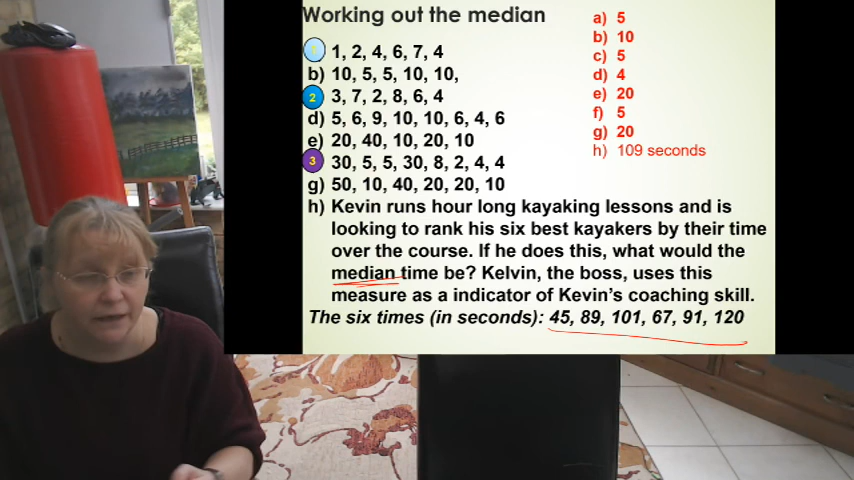 Working out the median
1 1, 2, 4, 6, 7, 4
b) 10, 5, 5, 10, 10,
2 3, 7, 2, 8, 6, 4
d) 5, 6, 9, 10, 10, 6, 4, 6
e) 20, 40, 10, 20, 10
3 30, 5, 5, 30, 8, 2, 4, 4
g) 50, 10, 40, 20, 20, 10
h) Kevin runs hour long kayaking lessons and is
looking to rank his six best kayakers by their time
over the course. If he does this, what would the
median time be? Kelvin, the boss, uses this
measure as a indicator of Kevin's coaching skill.
The six times (in seconds): 45, 89, 101, 67, 91, 120
a) 5
b) 10
c) 5
d) 4
e) 20
f) 5
g) 20
h) 109 seconds